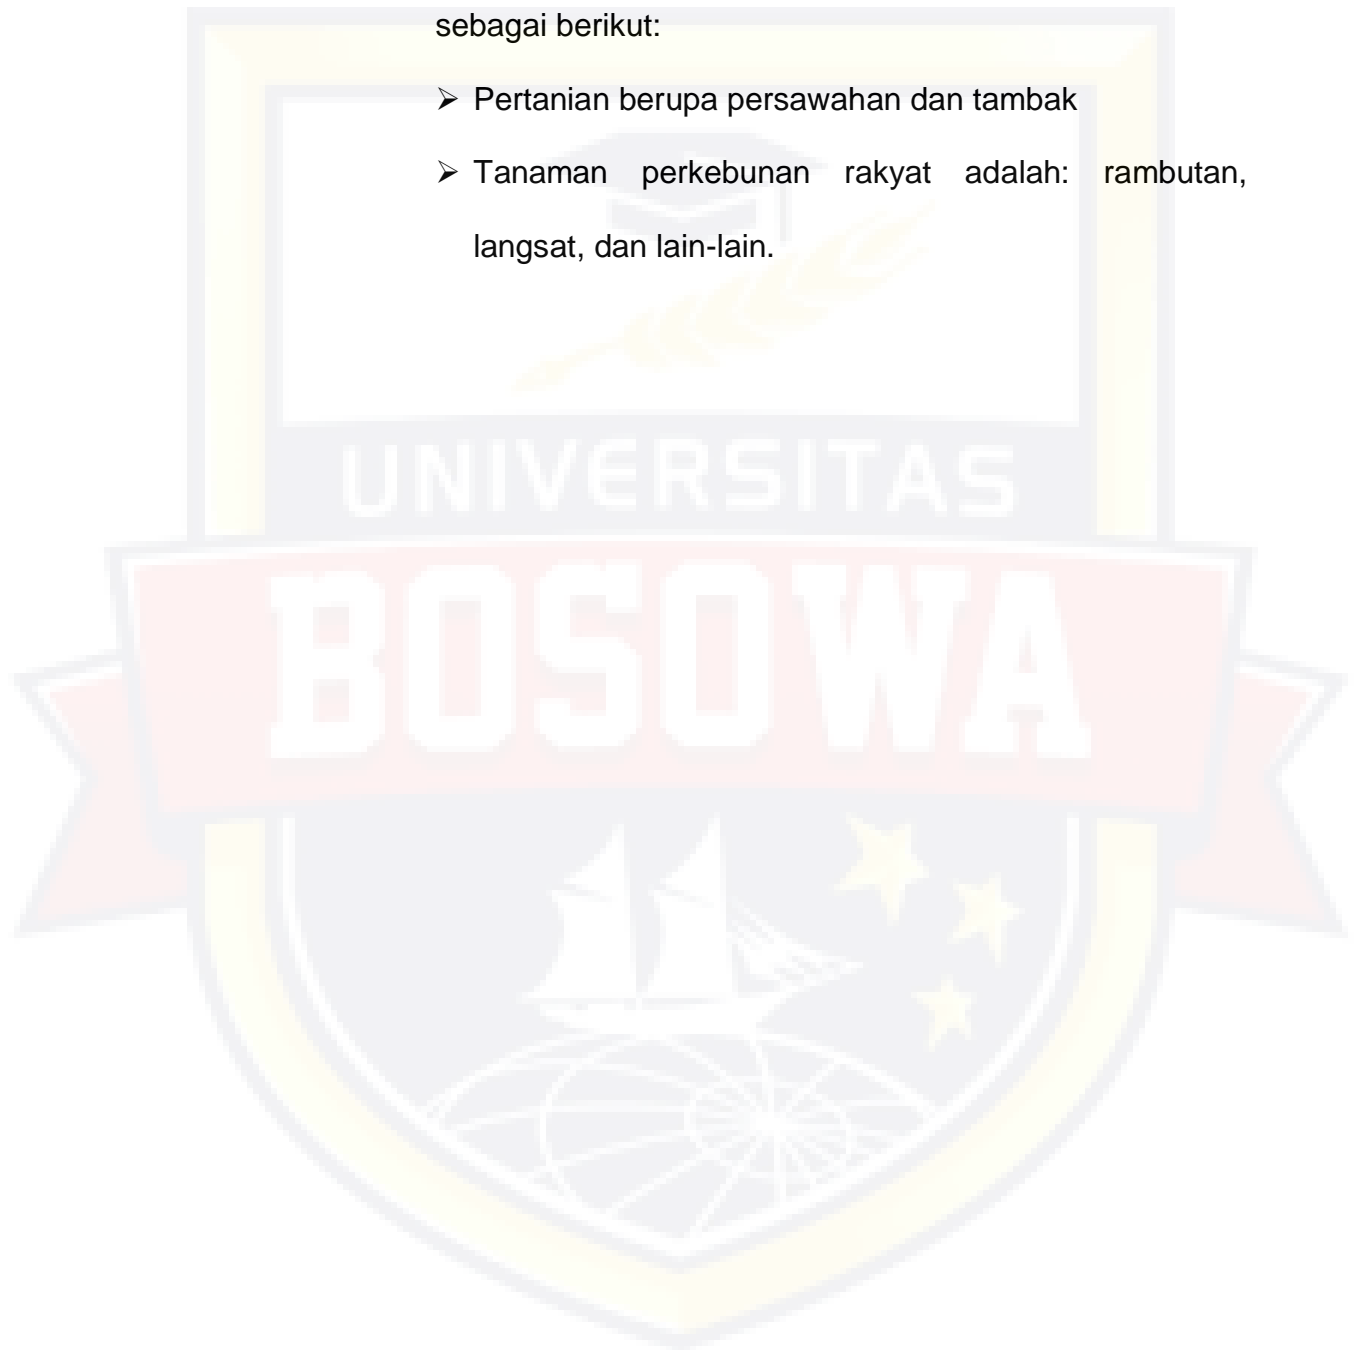 sebagai berikut:
➢ Pertanian berupa persawahan dan tambak
➢ Tanaman perkebunan rakyat adalah: rambutan,
langsat, dan lain-lain.
UNIVERSITAS
BOSOWA